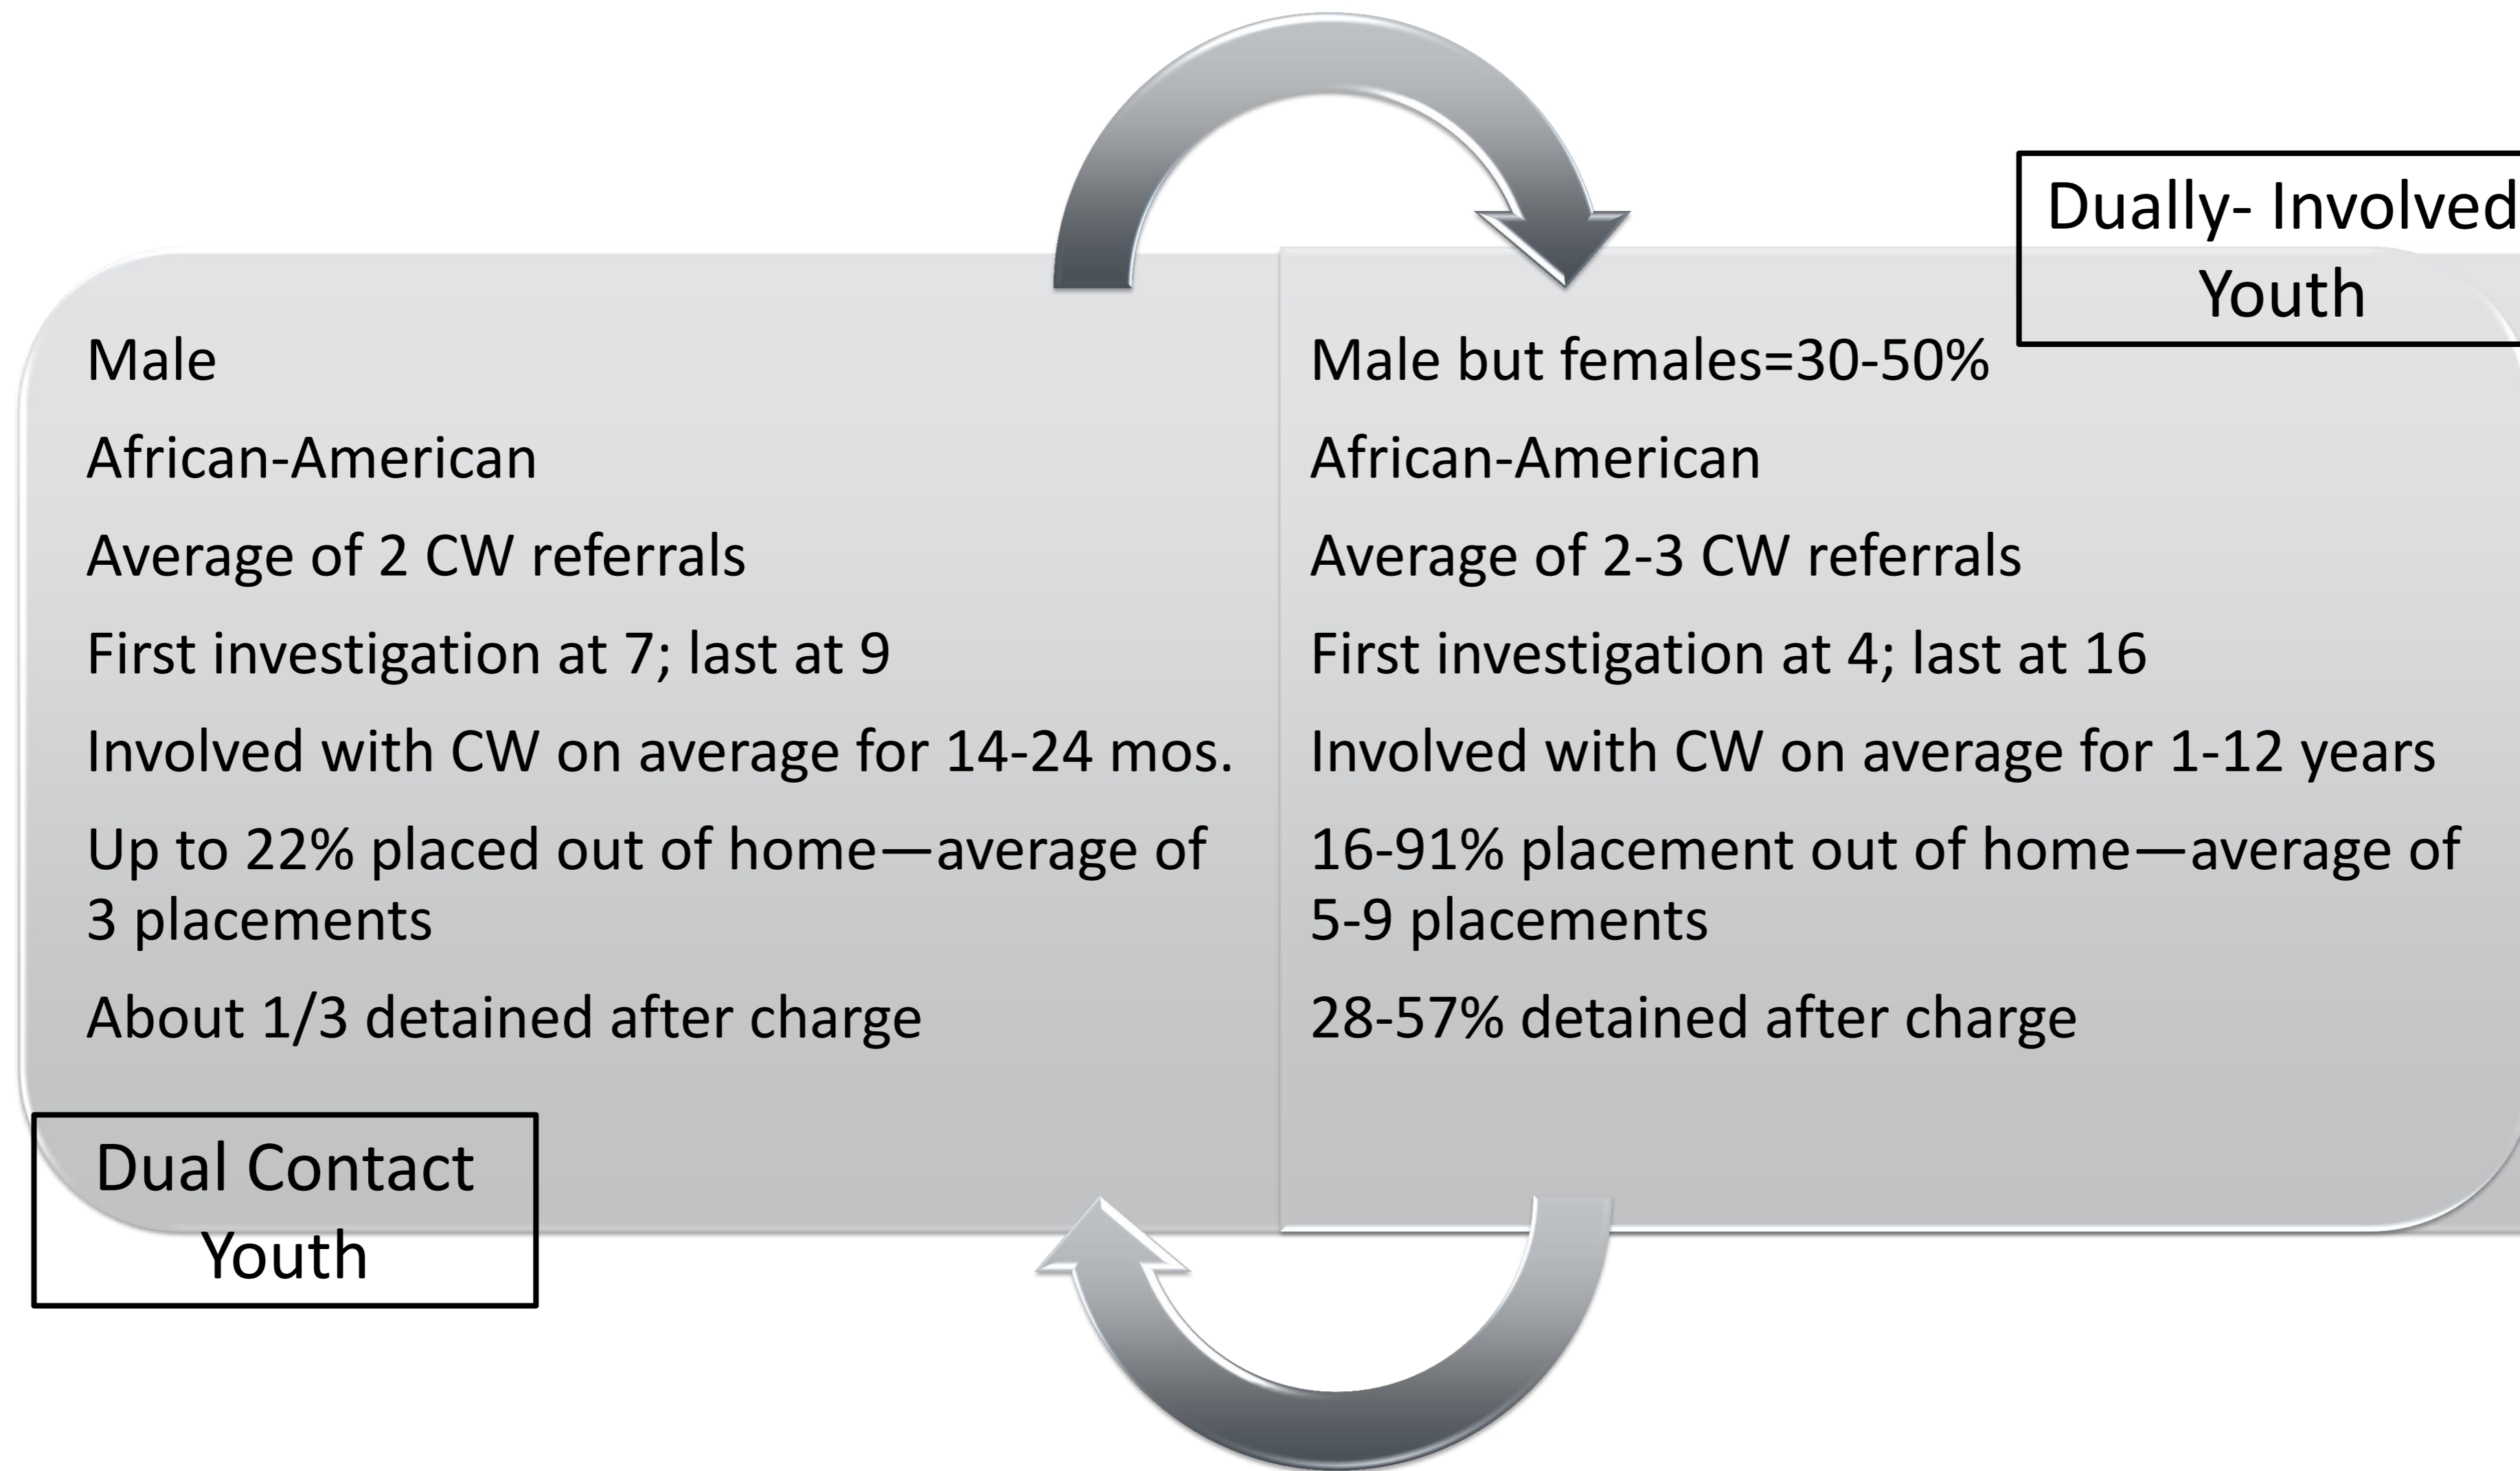 Dually- Involved
Youth
Male
African-American
Average of 2 CW referrals
First investigation at 7; last at 9
Involved with CW on average for 14-24 mos.
Up to 22% placed out of home—average of
3 placements
About 1/3 detained after charge
Male but females=30-50%
African-American
Average of 2-3 CW referrals
First investigation at 4; last at 16
Involved with CW on average for 1-12 years
16-91% placement out of home—average of
5-9 placements
28-57% detained after charge
Dual Contact
Youth